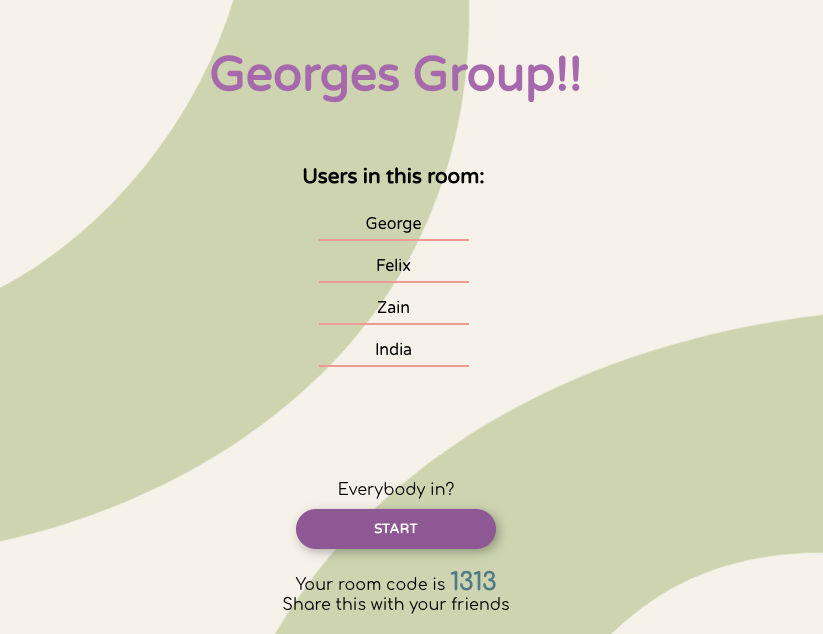 Georges Group!!
Users in this room:
George
Felix
Zain
India
Everybody in?
START
Your room code is 1313
Share this with your friends